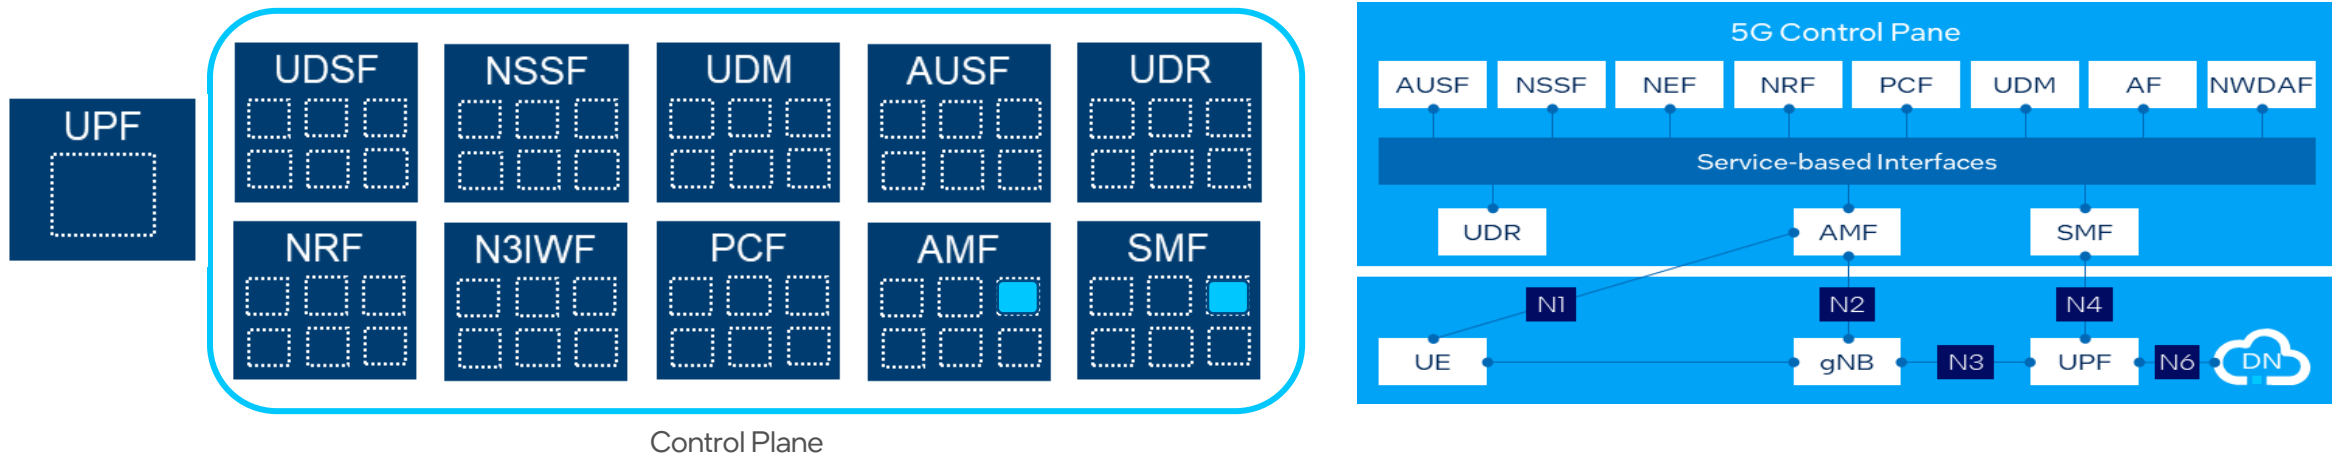 UPF
UDSF
NSSF
UDM
AUSF
UDR
NRF
N3IWF
PCF
AMF
SMF
Control Plane
5G Control Pane
AUSF
NSSF
NEF
NRF
PCF
UDM
AF
NWDAF
Service-based Interfaces
UDR
AMF
SMF
N1
N2
N4
UE
gNB
N3
UPF
N6
DN